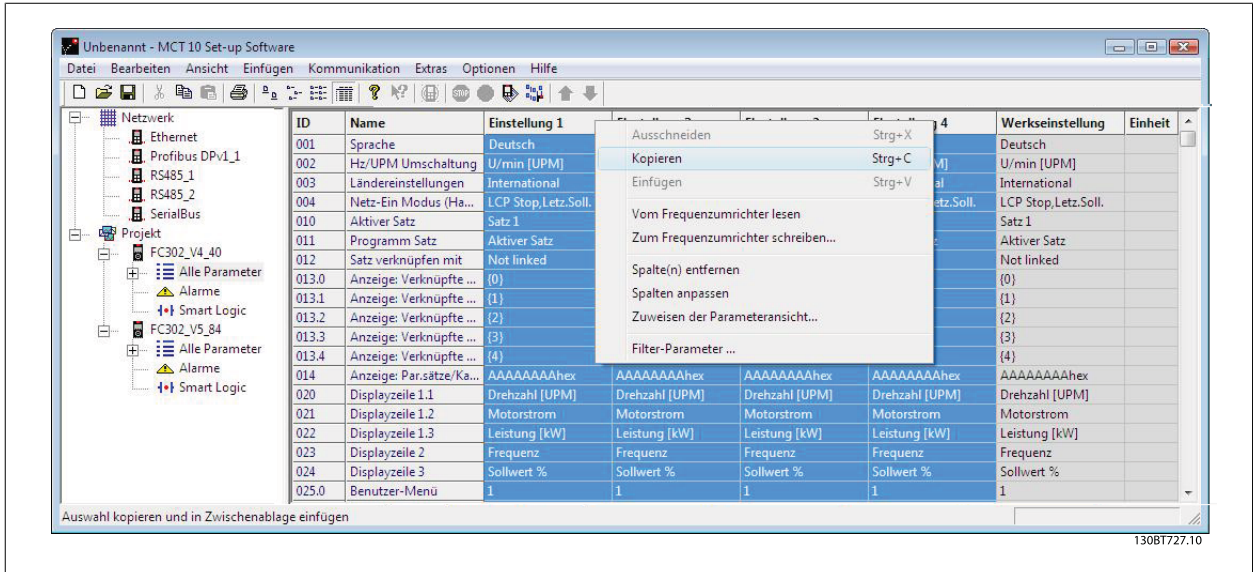 Unbenannt - MCT 10 Set-up Software
Datei Bearbeiten Ansicht Einfügen Kommunikation Extras Optionen Hilfe
Netzwerk
Ethernet
Profibus DPv1_1
RS485_1
RS485_2
SerialBus
Projekt
FC302_V4_40
Alle Parameter
Alarme
Smart Logic
FC302_V5_84
Alle Parameter
Alarme
Smart Logic
ID Name Einstellung 1 4 Werkseinstellung Einheit
001 Sprache Deutsch Deutsch
002 Hz/UPM Umschaltung U/min [UPM] M] U/min [UPM]
003 Ländereinstellungen International al International
004 Netz-Ein Modus (Ha... LCP Stop,Letz.Soll. etz.Soll. LCP Stop,Letz.Soll.
010 Aktiver Satz Satz 1 Satz 1
011 Programm Satz Aktiver Satz Aktiver Satz
012 Satz verknüpfen mit Not linked Not linked
013.0 Anzeige: Verknüpfte ... {0} {0}
013.1 Anzeige: Verknüpfte ... {1} {1}
013.2 Anzeige: Verknüpfte ... {2} {2}
013.3 Anzeige: Verknüpfte ... {3} {3}
013.4 Anzeige: Verknüpfte ... {4} {4}
014 Anzeige: Par.sätze/Ka... AAAAAAAAhex AAAAAAAAhex AAAAAAAAhex AAAAAAAAhex AAAAAAAAhex
020 Displayzeile 1.1 Drehzahl [UPM] Drehzahl [UPM] Drehzahl [UPM] Drehzahl [UPM] Drehzahl [UPM]
021 Displayzeile 1.2 Motorstrom Motorstrom Motorstrom Motorstrom Motorstrom
022 Displayzeile 1.3 Leistung [kW] Leistung [kW] Leistung [kW] Leistung [kW] Leistung [kW]
023 Displayzeile 2 Frequenz Frequenz Frequenz Frequenz Frequenz
024 Displayzeile 3 Sollwert % Sollwert % Sollwert % Sollwert % Sollwert %
025.0 Benutzer-Menü 1 1 1 1 1
Ausschneiden Strg+X
Kopieren Strg+C
Einfügen Strg+V
Vom Frequenzumrichter lesen
Zum Frequenzumrichter schreiben...
Spalte(n) entfernen
Spalten anpassen
Zuweisen der Parameteransicht...
Filter-Parameter ...
Auswahl kopieren und in Zwischenablage einfügen
130BT727.10